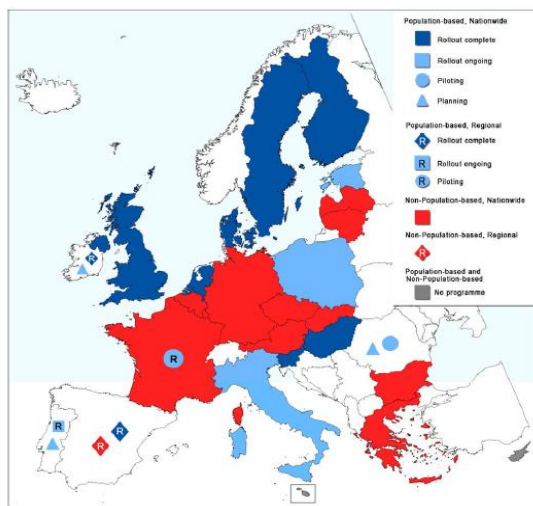 Population-based, Nationwide
Rollout complete
Rollout ongoing
Piloting
Planning
Population-based, Regional
R Rollout complete
R Rollout ongoing
R Piloting
Non-Population-based, Nationwide
Non-Population-based, Regional
R
Population-based and
Non-Population-based
No programme
R
R
R
R
R